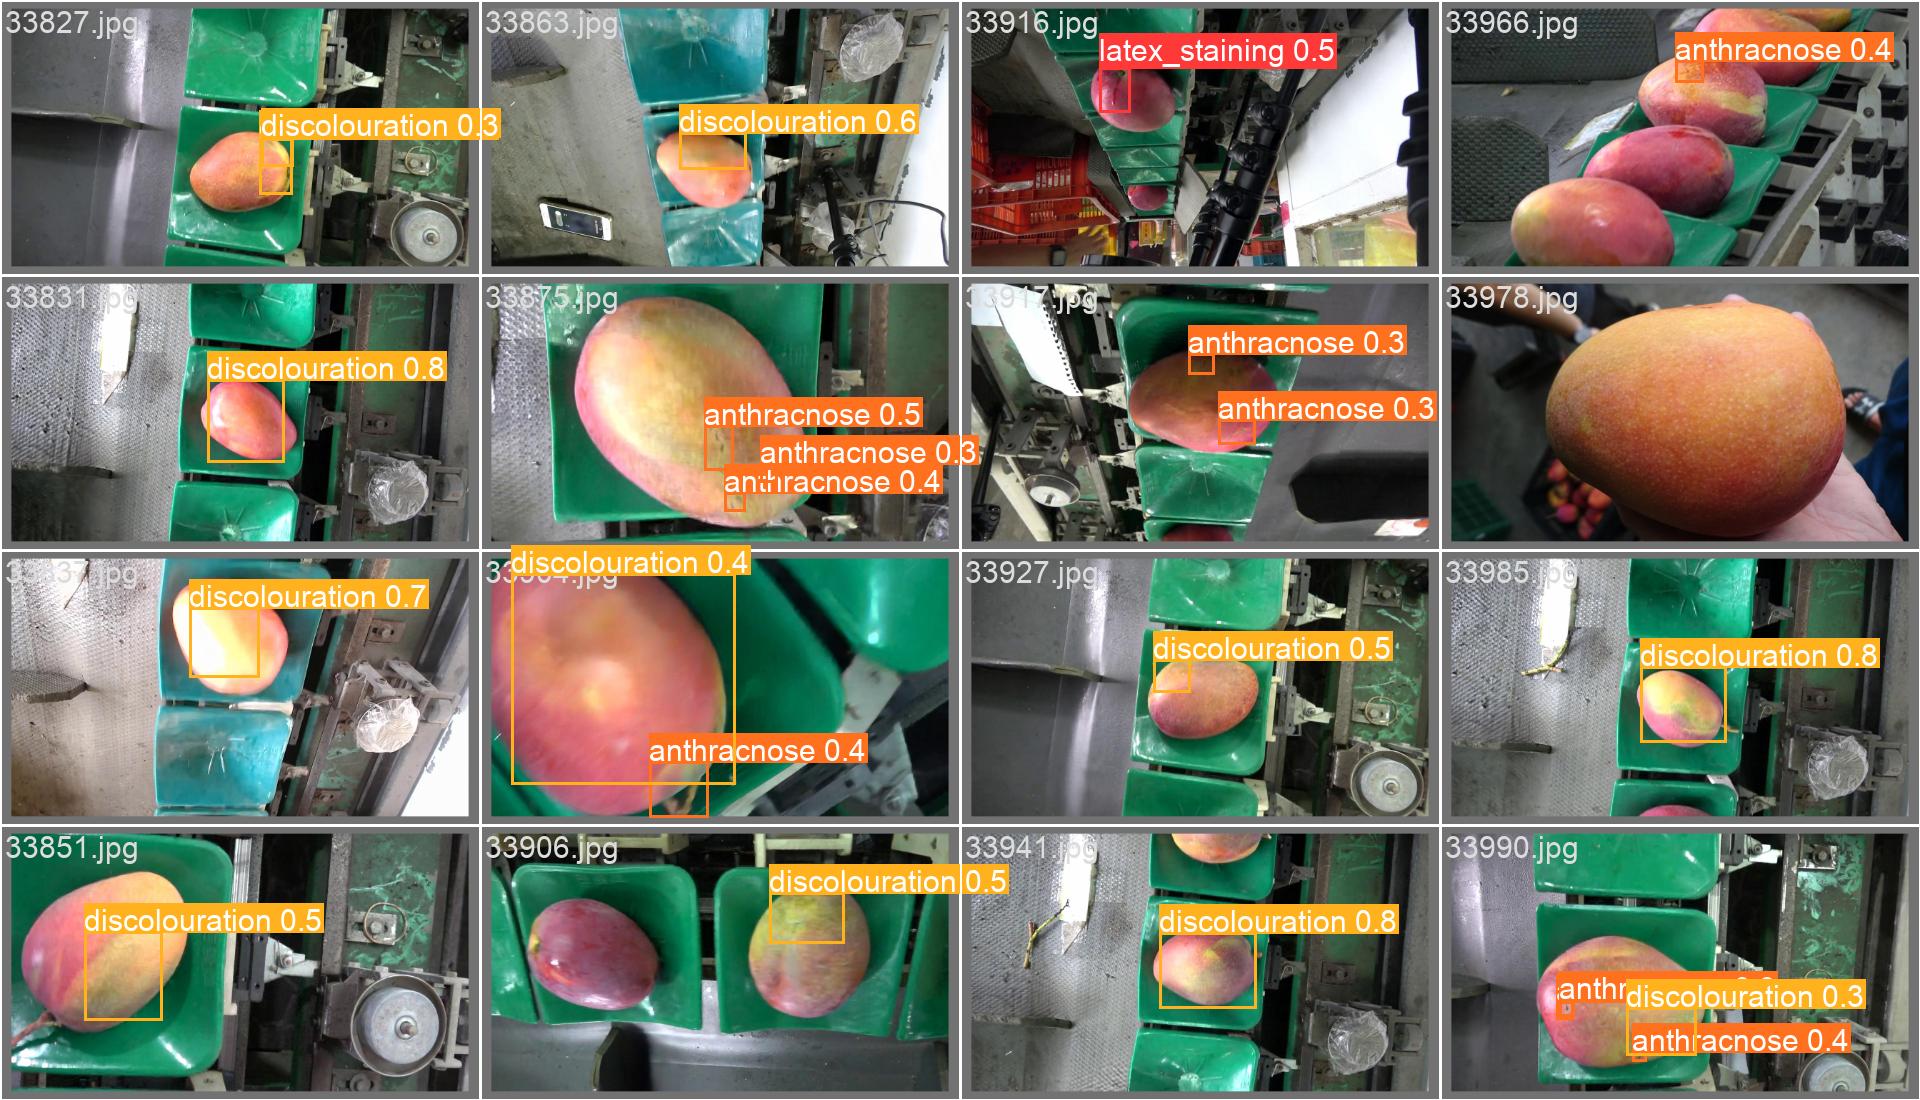 33827.jpg
discolouration 0.3
33863.jpg
discolouration 0.6
33916.jpg
latex_staining 0.5
33966.jpg
anthracnose 0.4
33831.jpg
discolouration 0.8
33875.jpg
anthracnose 0.5
anthracnose 0.3
anthracnose 0.4
33917.jpg
anthracnose 0.3
anthracnose 0.3
33978.jpg
discolouration 0.7
discolouration 0.4
anthracnose 0.4
33927.jpg
discolouration 0.5
33985.jpg
discolouration 0.8
33851.jpg
discolouration 0.5
33906.jpg
discolouration 0.5
33941.jpg
discolouration 0.8
33990.jpg
discolouration 0.3
anthracnose 0.4